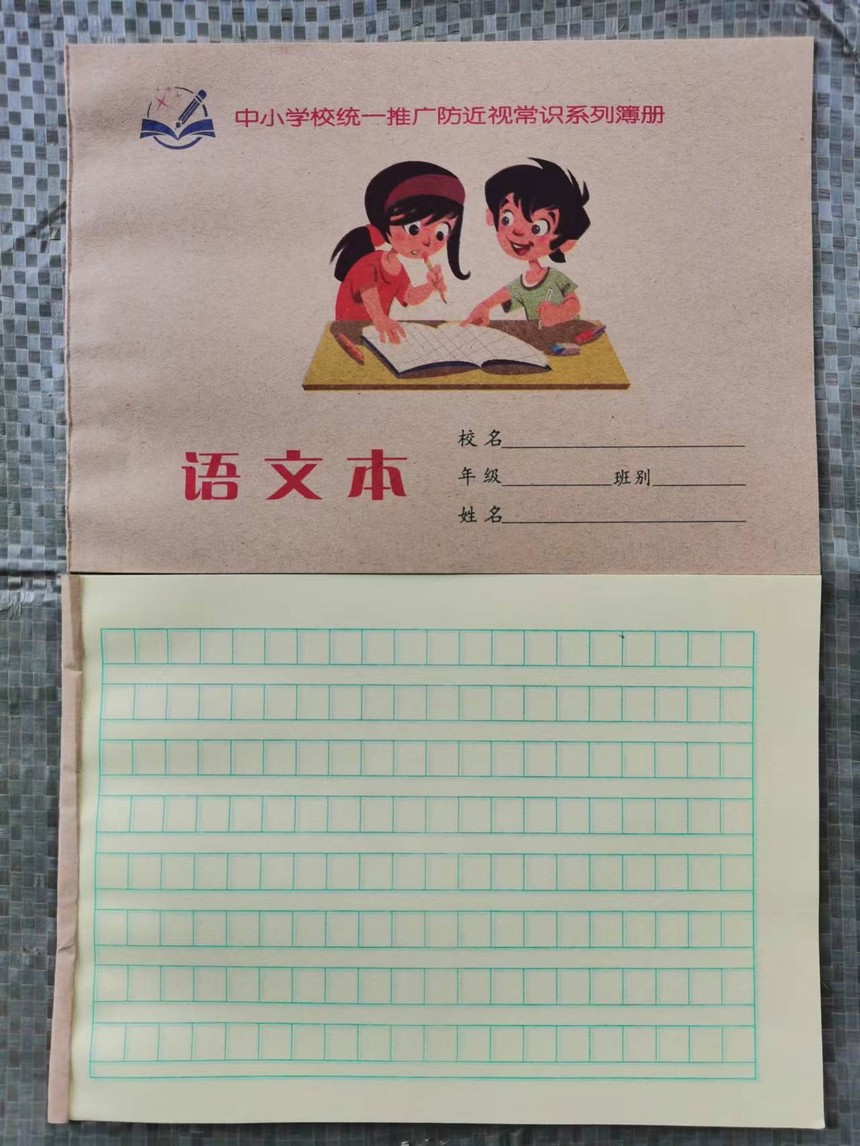 中小学校统一推广防近视常识系列簿册
语文本
校名
年级 班别
姓名